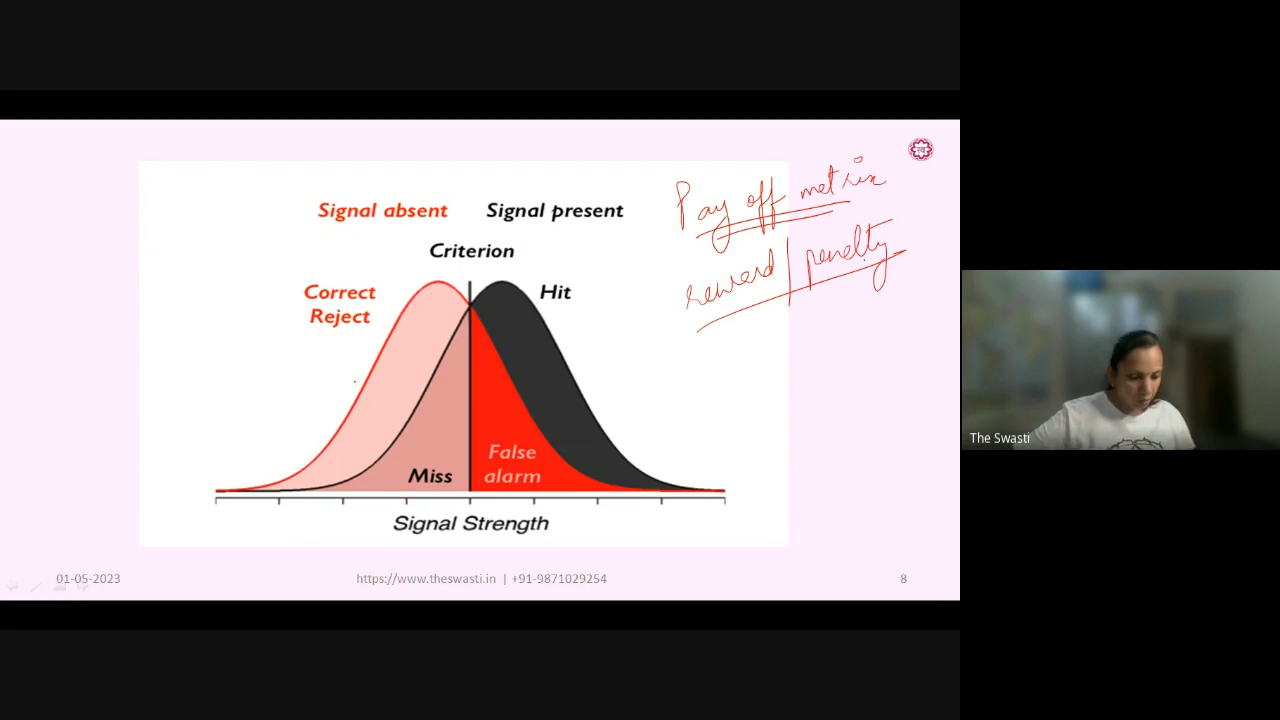 Signal absent Signal present
Criterion
Correct Hit
Reject
False
Miss alarm
Signal Strength
Pay off metrix
reward | penelty
01-05-2023 https://www.theswasti.in | +91-9871029254 8
The Swasti